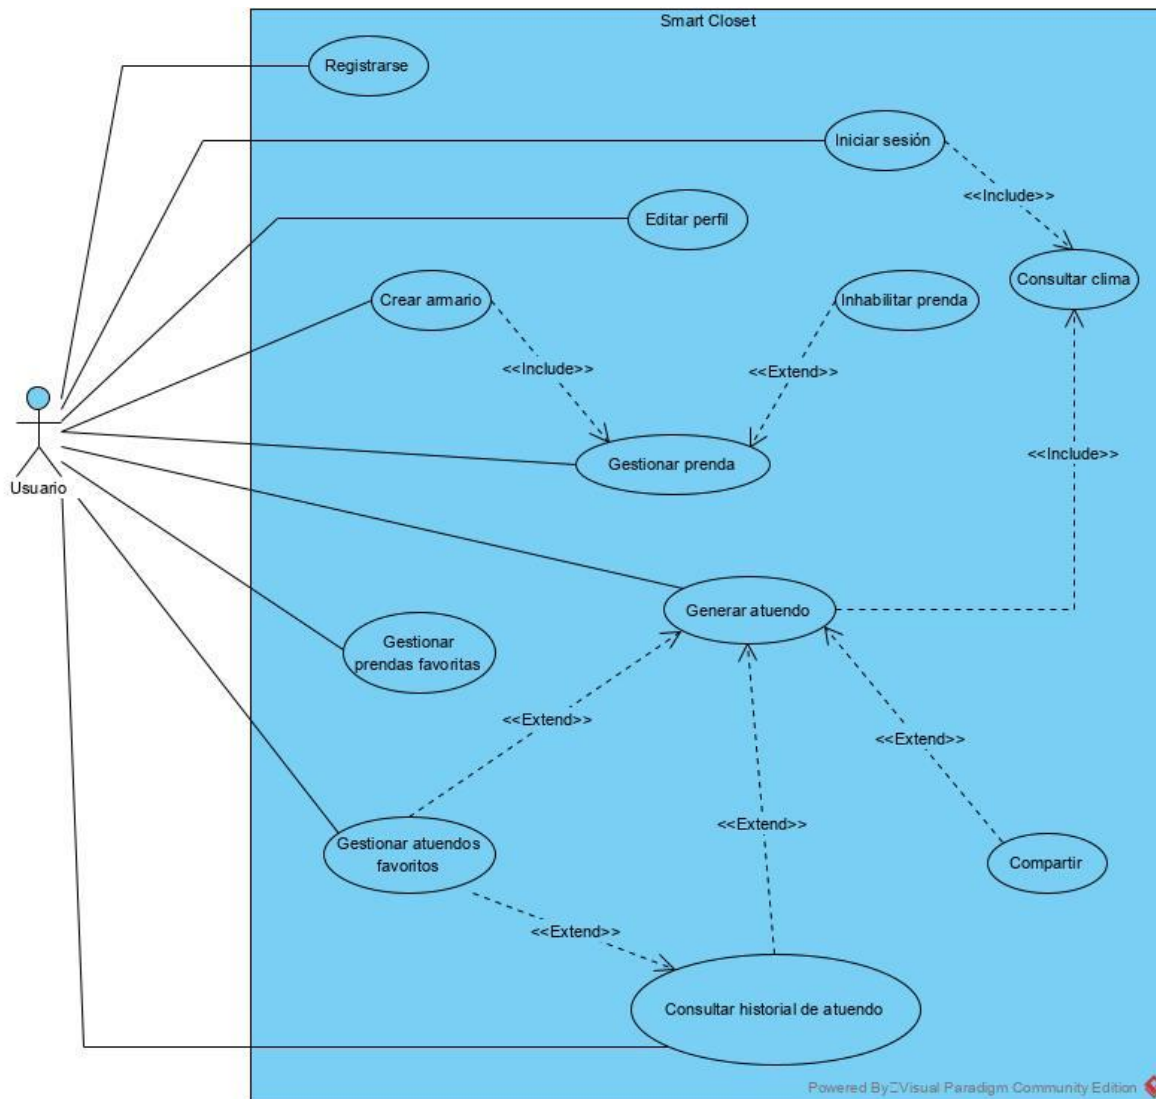 Smart Closet
Registrarse
Iniciar sesión
<<Include>>
Editar perfil
Consultar clima
Crear armario
Inhabilitar prenda
<<Include>>
<<Extend>>
Gestionar prenda
<<Include>>
Usuario
Generar atuendo
Gestionar
prendas favoritas
<<Extend>>
<<Extend>>
<<Extend>>
Gestionar atuendos
favoritos
Compartir
<<Extend>>
Consultar historial de atuendo
Powered By Visual Paradigm Community Edition